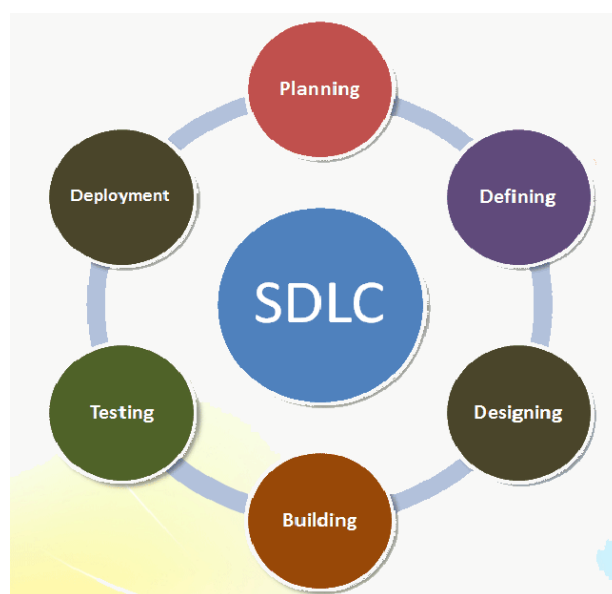 Planning
Defining
Designing
Building
Testing
Deployment
SDLC